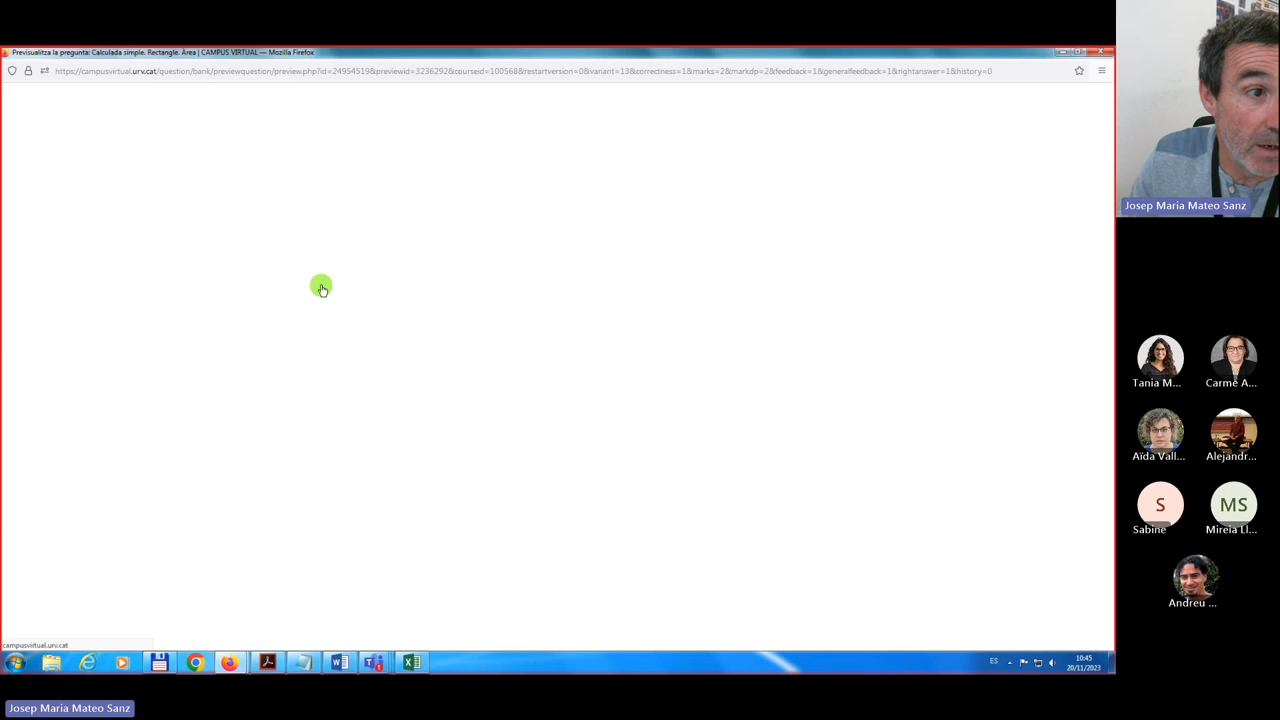 Previsualitza la pregunta: Calculada simple. Rectangle. Àrea | CAMPUS VIRTUAL — Mozilla Firefox
https://campusvirtual.urv.cat/question/bank/previewquestion/preview.php?id=24954519&previewid=3236292&courseid=100568&restartversion=0&variant=13&correctness=1&marks=2&markdp=2&feedback=1&generalfeedback=1&rightanswer=1&history=0
Josep Maria Mateo Sanz
Tania M...
Carme A...
Aïda Vall...
Alejandr...
S
Sabine
MS
Mireia Ll...
Andreu ...
campusvirtual.urv.cat
ES
10:45
20/11/2023
Josep Maria Mateo Sanz